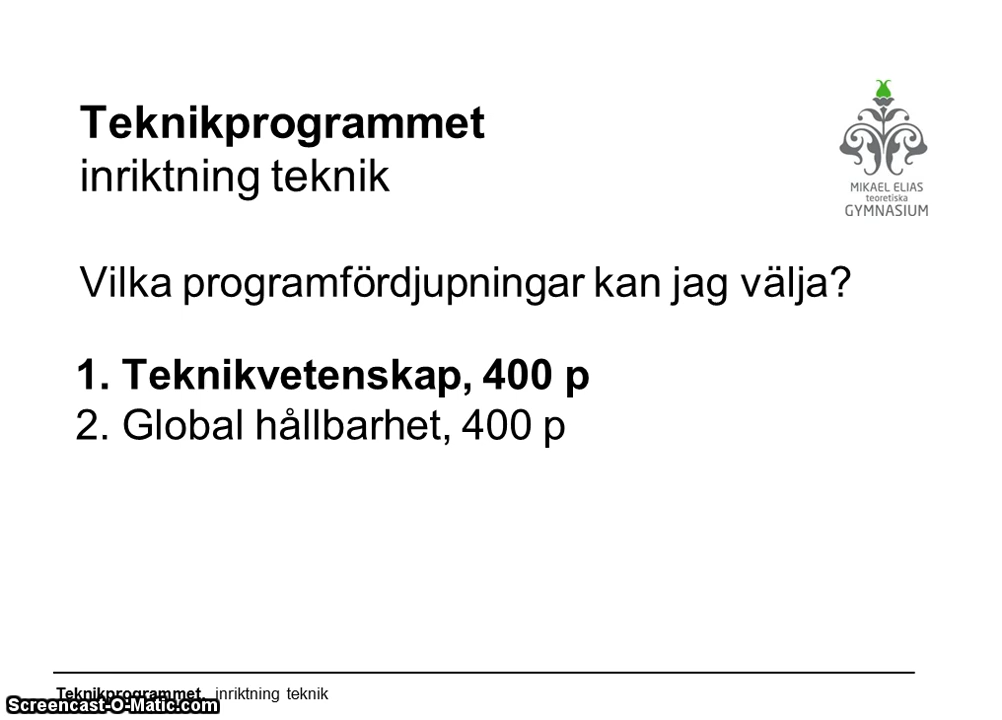 Teknikprogrammet
inriktning teknik
MIKAEL ELIAS
teoretiska
GYMNASIUM
Vilka programfördjupningar kan jag välja?
1. Teknikvetenskap, 400 p
2. Global hållbarhet, 400 p
Teknikprogrammet, inriktning teknik
Screencast-O-Matic.com